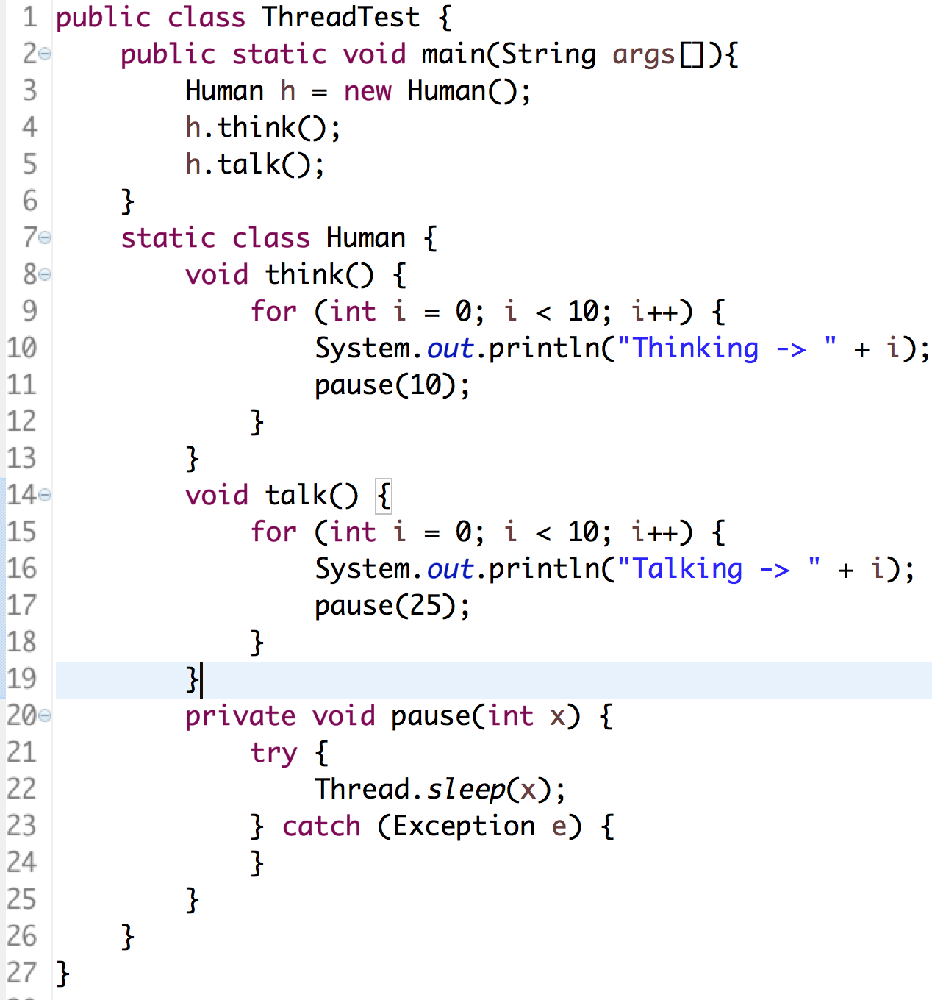 1 public class ThreadTest {
2 public static void main(String args[]){
3 Human h = new Human();
4 h.think();
5 h.talk();
6 }
7 static class Human {
8 void think() {
9 for (int i = 0; i < 10; i++) {
10 System.out.println("Thinking -> " + i);
11 pause(10);
12 }
13 }
14 void talk() {
15 for (int i = 0; i < 10; i++) {
16 System.out.println("Talking -> " + i);
17 pause(25);
18 }
19 }
20 private void pause(int x) {
21 try {
22 Thread.sleep(x);
23 } catch (Exception e) {
24 }
25 }
26 }
27 }